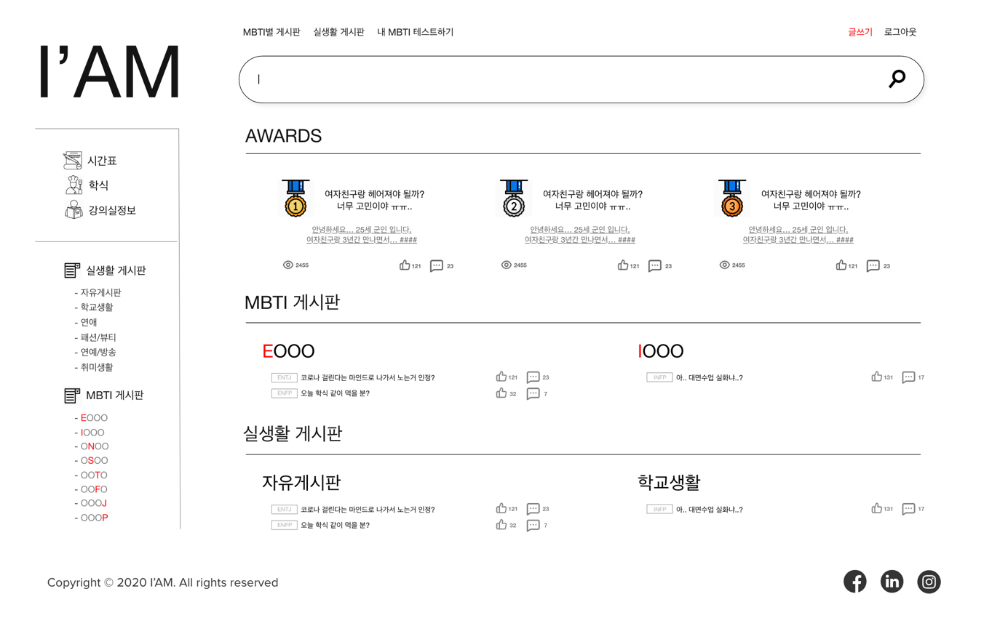 I'AM
MBTI별 게시판 실생활 게시판 내 MBTI 테스트하기 글쓰기 로그아웃
시간표
학식
강의실정보
실생활 게시판
- 자유게시판
- 학교생활
- 연애
- 패션/뷰티
- 연예/방송
- 취미생활
MBTI 게시판
- EOOO
- IOOO
- ONOO
- OSOO
- OOTO
- OOFO
- OOOJ
- OOOP
AWARDS
1
여자친구랑 헤어져야 될까?
너무 고민이야 ㅠㅠ..
안녕하세요... 25세 군인 입니다.
여자친구랑 3년간 만나면서... ####
2455 121 23
2
여자친구랑 헤어져야 될까?
너무 고민이야 ㅠㅠ..
안녕하세요... 25세 군인 입니다.
여자친구랑 3년간 만나면서... ####
2455 121 23
3
여자친구랑 헤어져야 될까?
너무 고민이야 ㅠㅠ..
안녕하세요... 25세 군인 입니다.
여자친구랑 3년간 만나면서... ####
2455 121 23
MBTI 게시판
EOOO
ENTJ 코로나 걸린다는 마인드로 나가서 노는거 인정? 121 23
ENFP 오늘 학식 같이 먹을 분? 32 7
IOOO
INFP 아.. 대면수업 실화냐..? 131 17
실생활 게시판
자유게시판
ENTJ 코로나 걸린다는 마인드로 나가서 노는거 인정? 121 23
ENFP 오늘 학식 같이 먹을 분? 32 7
학교생활
INFP 아.. 대면수업 실화냐..? 131 17
Copyright © 2020 I'AM. All rights reserved